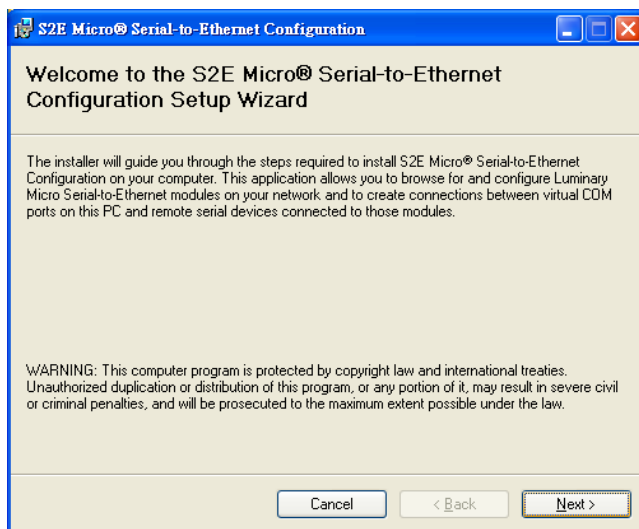 S2E Micro® Serial-to-Ethernet Configuration
Welcome to the S2E Micro® Serial-to-Ethernet
Configuration Setup Wizard
The installer will guide you through the steps required to install S2E Micro® Serial-to-Ethernet
Configuration on your computer. This application allows you to browse for and configure Luminary
Micro Serial-to-Ethernet modules on your network and to create connections between virtual COM
ports on this PC and remote serial devices connected to those modules.
WARNING: This computer program is protected by copyright law and international treaties.
Unauthorized duplication or distribution of this program, or any portion of it, may result in severe civil
or criminal penalties, and will be prosecuted to the maximum extent possible under the law.
Cancel < Back Next >